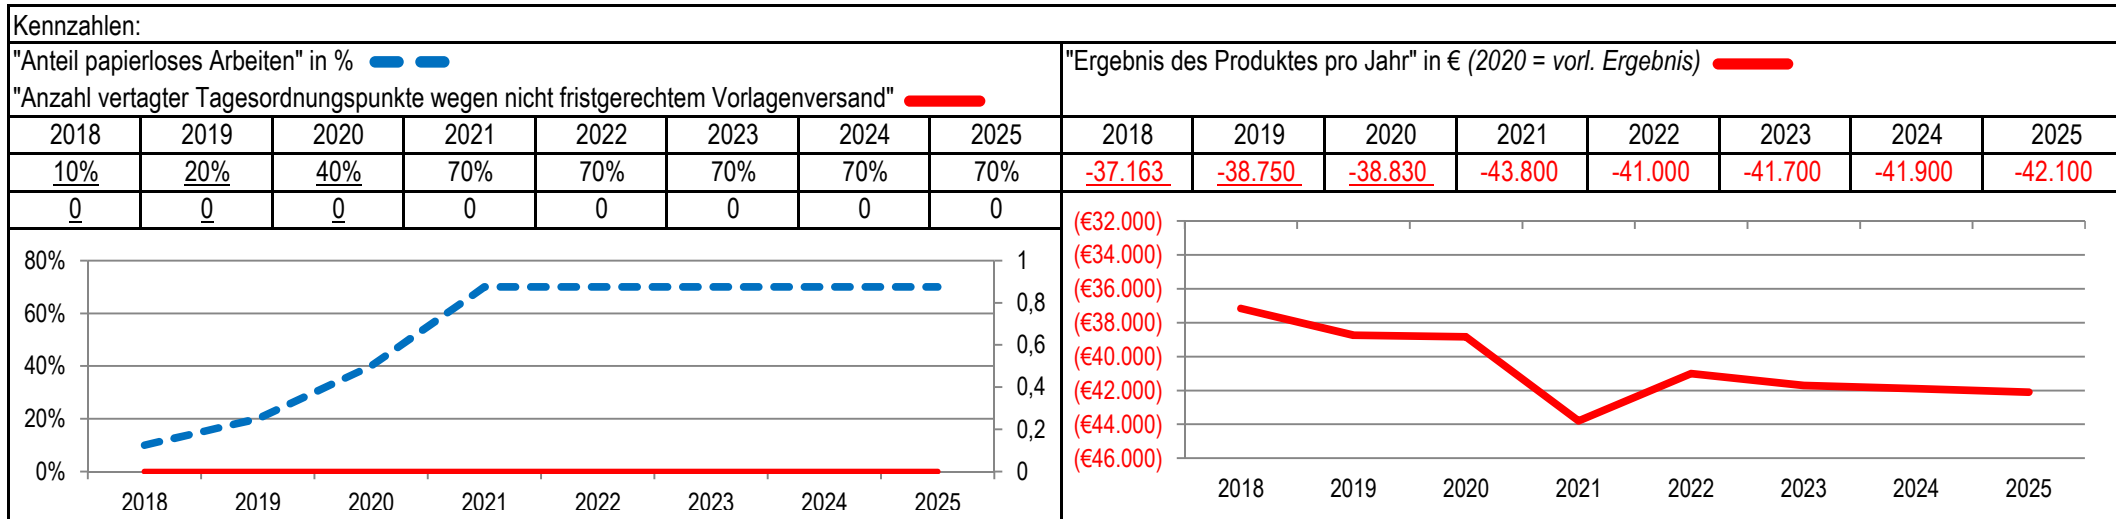 Kennzahlen:
"Anteil papierloses Arbeiten" in %
"Anzahl vertagter Tagesordnungspunkte wegen nicht fristgerechtem Vorlagenversand"
2018 2019 2020 2021 2022 2023 2024 2025
10% 20% 40% 70% 70% 70% 70% 70%
0 0 0 0 0 0 0 0
80%
60%
40%
20%
0%
1
0,8
0,6
0,4
0,2
0
2018 2019 2020 2021 2022 2023 2024 2025
"Ergebnis des Produktes pro Jahr" in € (2020 = vorl. Ergebnis)
2018 2019 2020 2021 2022 2023 2024 2025
-37.163 -38.750 -38.830 -43.800 -41.000 -41.700 -41.900 -42.100
(€32.000)
(€34.000)
(€36.000)
(€38.000)
(€40.000)
(€42.000)
(€44.000)
(€46.000)
2018 2019 2020 2021 2022 2023 2024 2025